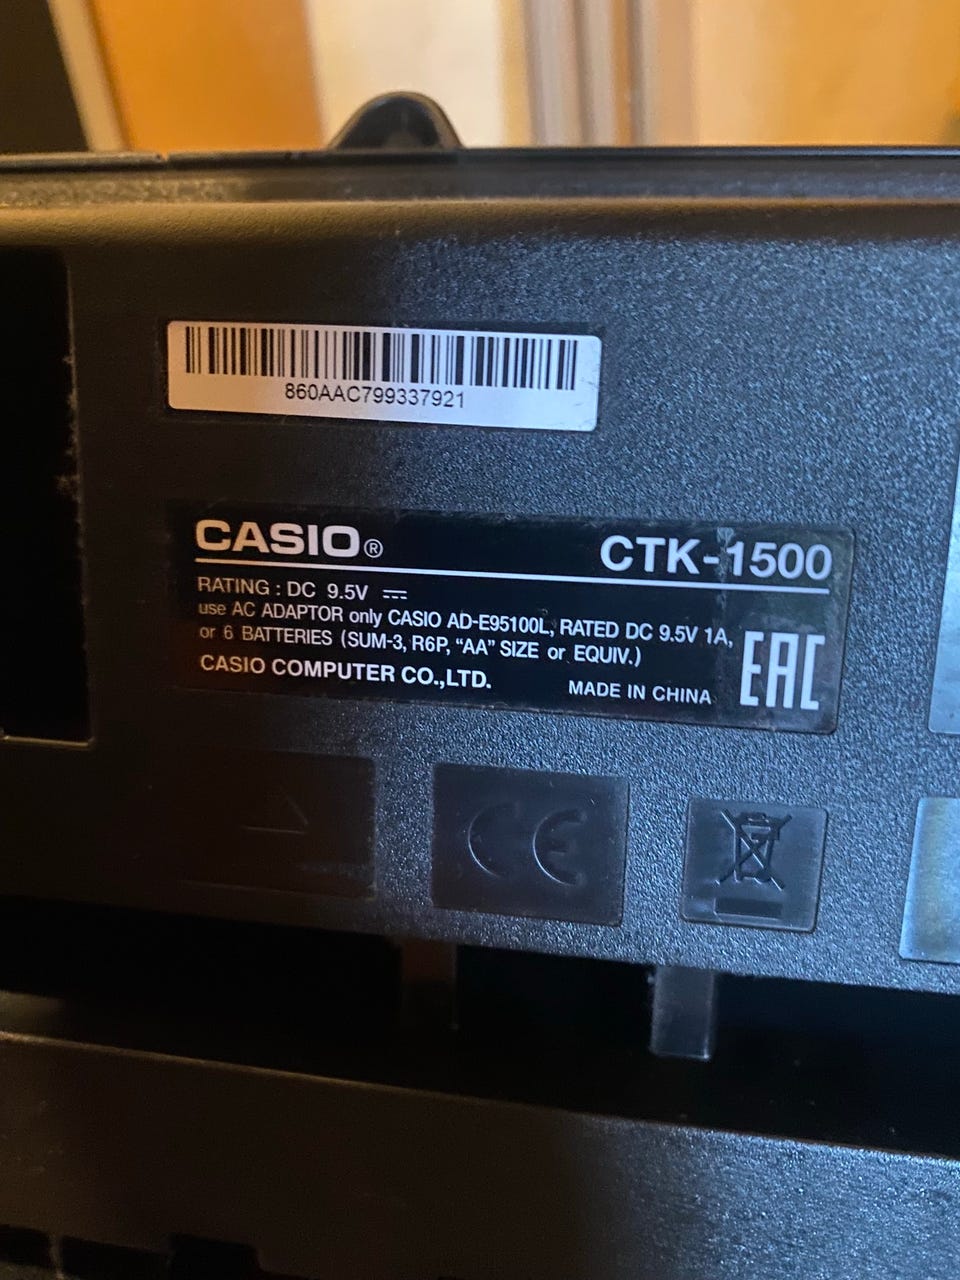 860AAC799337921
CASIO® CTK-1500
RATING : DC 9.5V ⎓
use AC ADAPTOR only CASIO AD-E95100L, RATED DC 9.5V 1A,
or 6 BATTERIES (SUM-3, R6P, “AA” SIZE or EQUIV.)
CASIO COMPUTER CO.,LTD.
MADE IN CHINA
EAC
CE